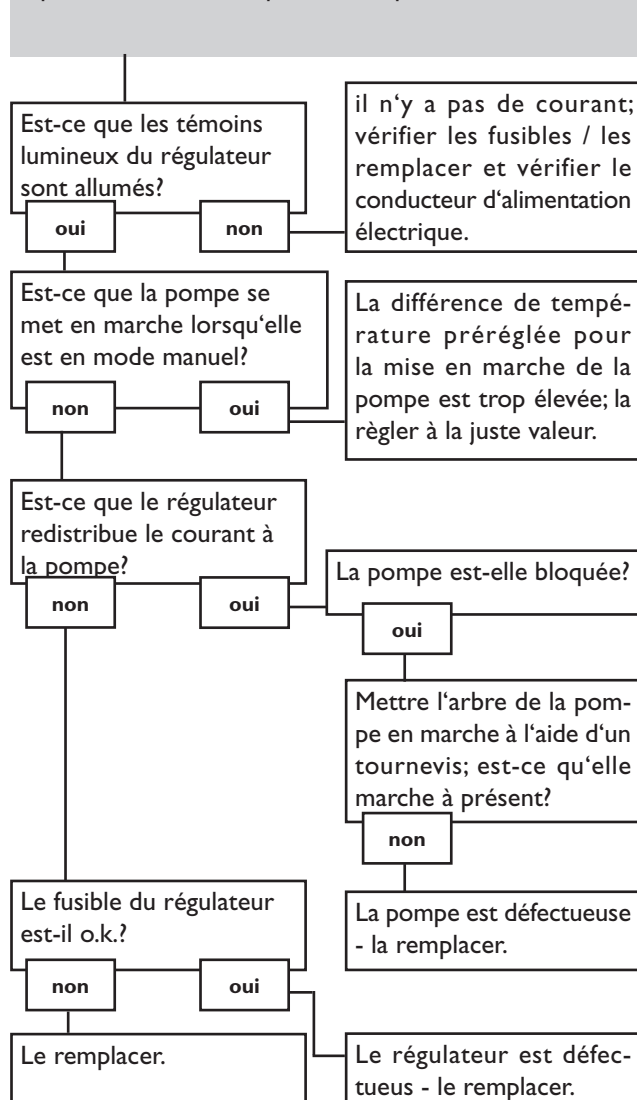 Est-ce que les témoins
lumineux du régulateur
sont allumés?
oui
non
il n‘y a pas de courant;
vérifier les fusibles / les
remplacer et vérifier le
conducteur d‘alimentation
électrique.
Est-ce que la pompe se
met en marche lorsqu‘elle
est en mode manuel?
non
oui
La différence de tempé-
rature préréglée pour
la mise en marche de la
pompe est trop élevée; la
règler à la juste valeur.
Est-ce que le régulateur
redistribue le courant à
la pompe?
non
oui
La pompe est-elle bloquée?
oui
Mettre l‘arbre de la pom-
pe en marche à l‘aide d‘un
tournevis; est-ce qu‘elle
marche à présent?
non
La pompe est défectueuse
- la remplacer.
Le fusible du régulateur
est-il o.k.?
non
oui
Le remplacer.
Le régulateur est défec-
tueus - le remplacer.